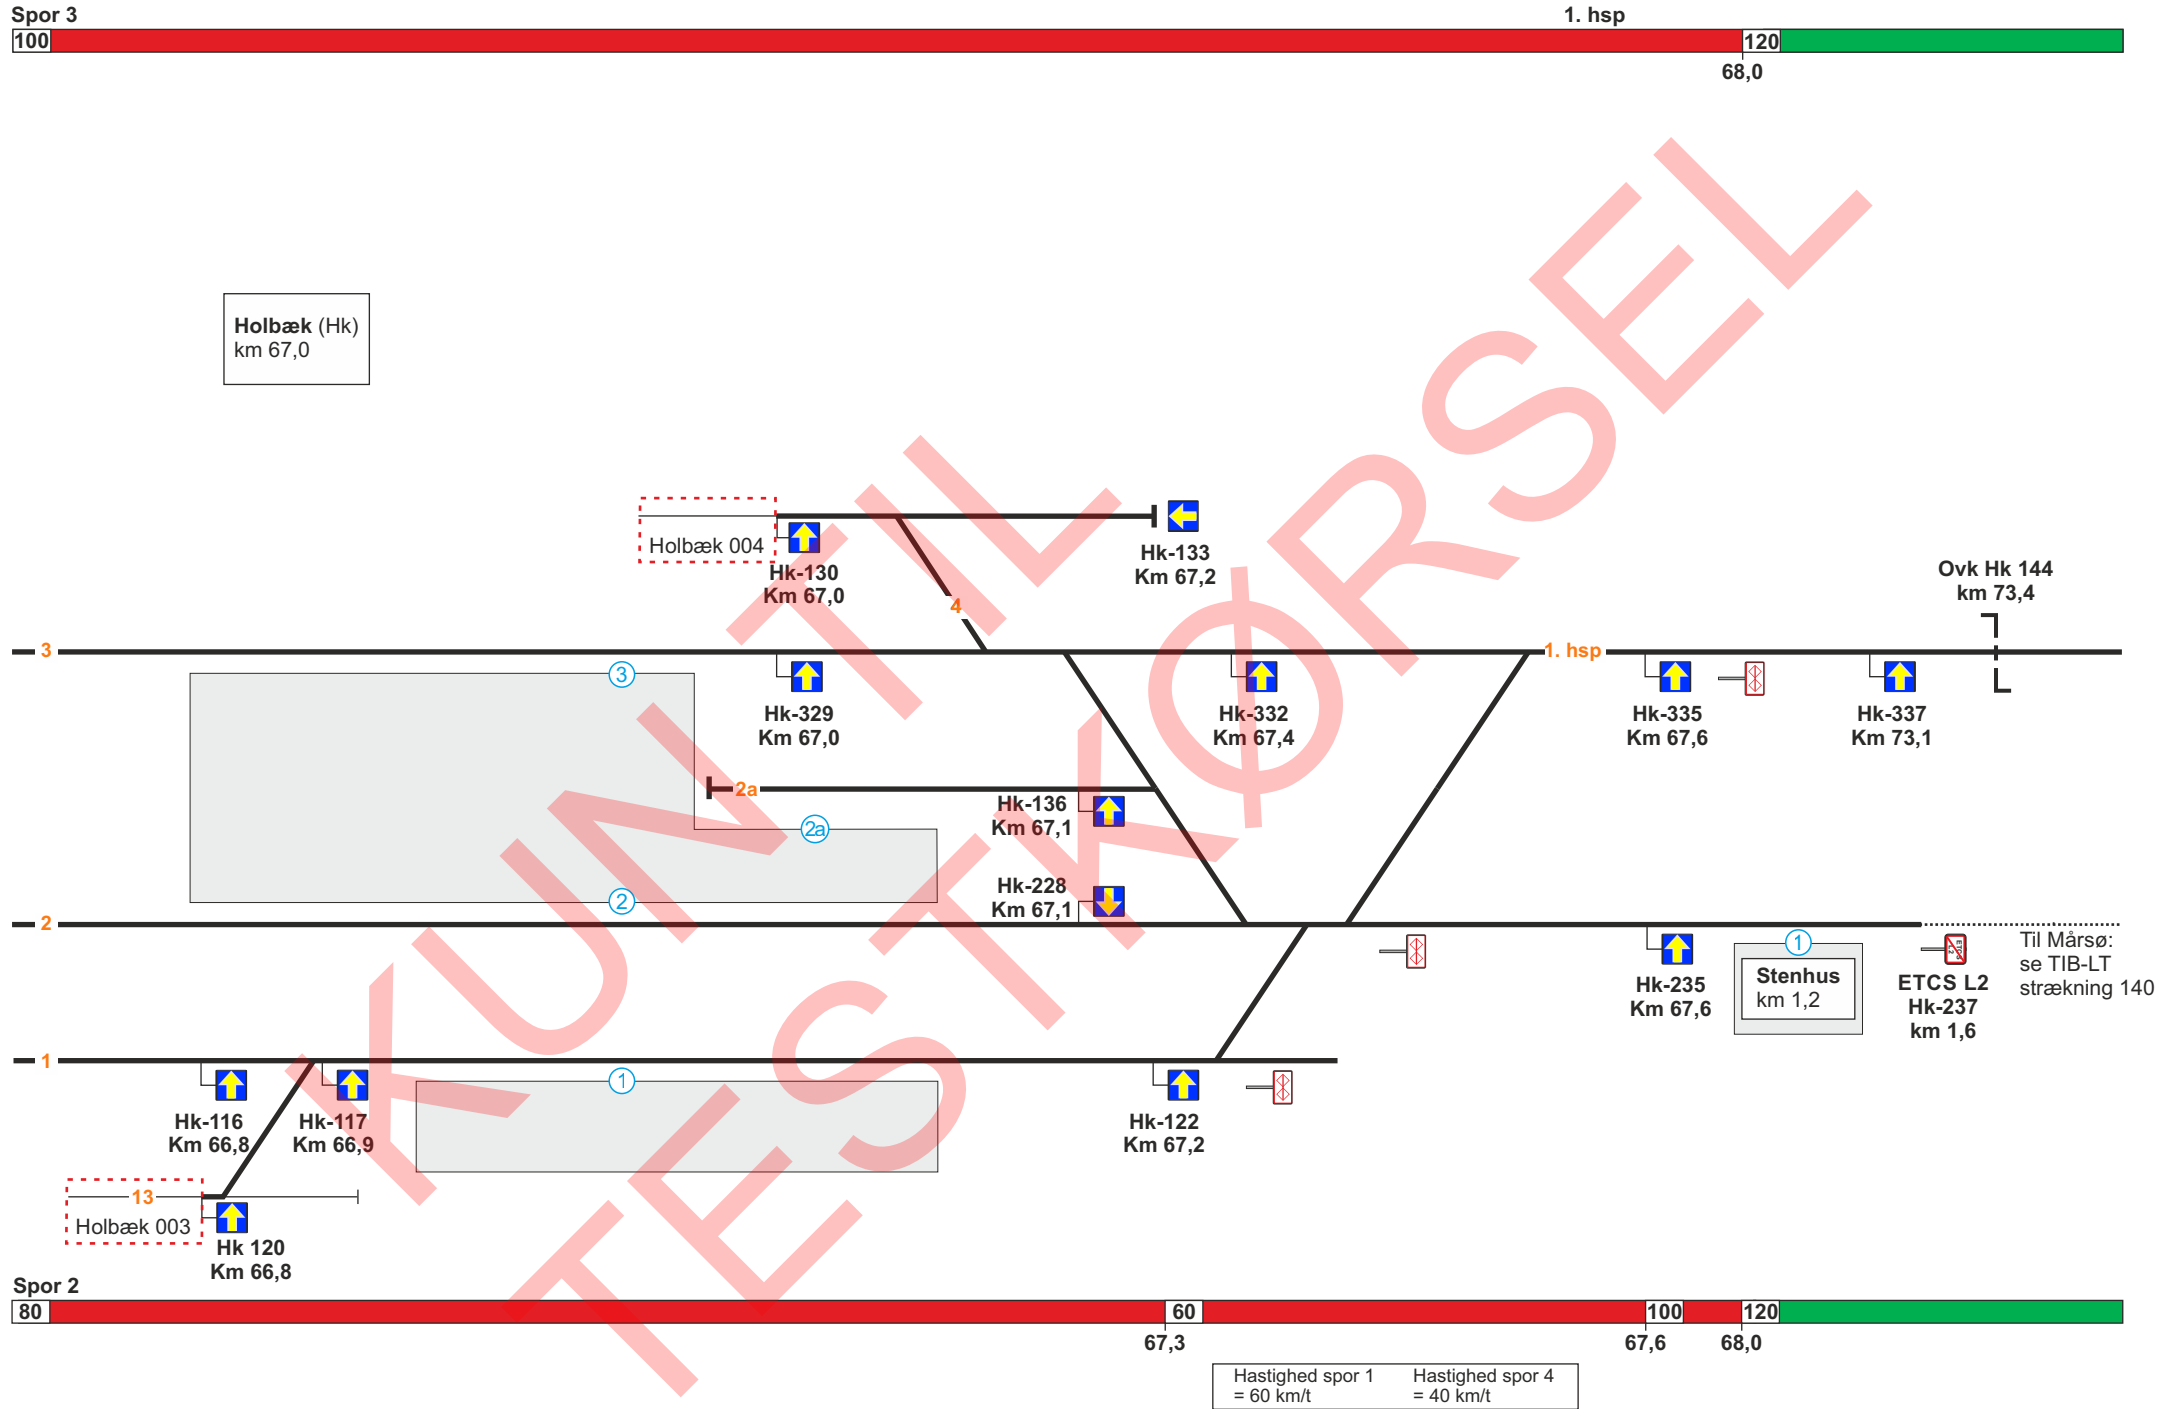 Spor 3
1. hsp
100
120
68,0
Holbæk (Hk)
km 67,0
Holbæk 004
Hk-130
Km 67,0
Hk-133
Km 67,2
4
Ovk Hk 144
km 73,4
3
1. hsp
3
Hk-329
Km 67,0
Hk-332
Km 67,4
Hk-335
Km 67,6
Hk-337
Km 73,1
2a
Hk-136
Km 67,1
2a
Hk-228
Km 67,1
2
2
1
Til Mårsø:
se TIB-LT
strækning 140
Hk-235
Km 67,6
Stenhus
km 1,2
ETCS L2
ETCS L2
Hk-237
km 1,6
1
1
Hk-116
Km 66,8
Hk-117
Km 66,9
Hk-122
Km 67,2
13
Holbæk 003
Hk 120
Km 66,8
Spor 2
80
60
100
120
67,3
67,6
68,0
Hastighed spor 1
= 60 km/t
Hastighed spor 4
= 40 km/t
KUN TIL
TESTKØRSEL